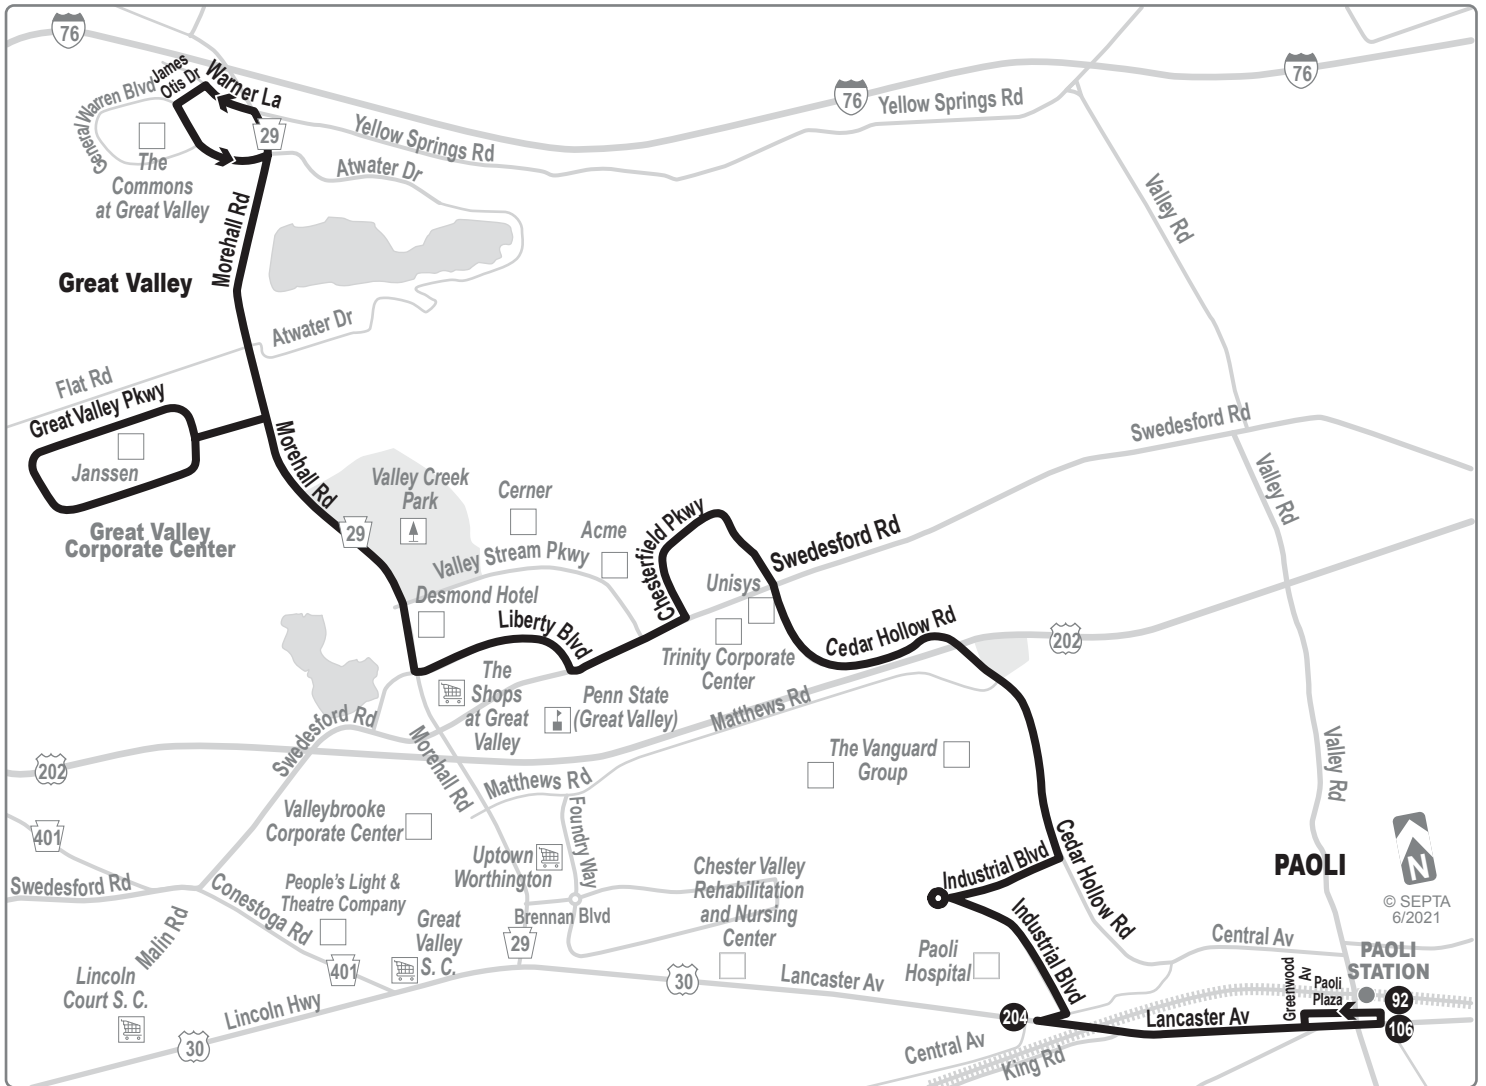 76
76
76
James
Otis Dr
Warner La
General Warren Blvd
29
Yellow Springs Rd
Yellow Springs Rd
Atwater Dr
The
Commons
at Great Valley
Morehall Rd
Valley Rd
Great Valley
Atwater Dr
Flat Rd
Great Valley Pkwy
Janssen
Morehall Rd
Great Valley
Corporate Center
29
Valley Creek
Park
Cerner
Acme
Valley Stream Pkwy
Chesterfield Pkwy
Swedesford Rd
Swedesford Rd
Valley Rd
Desmond Hotel
Liberty Blvd
Unisys
Trinity Corporate
Center
Cedar Hollow Rd
202
The
Shops
at Great
Valley
Penn State
(Great Valley)
Matthews Rd
Swedesford Rd
Morehall Rd
202
Matthews Rd
Foundry Way
The Vanguard
Group
Valley Rd
Valleybrooke
Corporate Center
401
Uptown
Worthington
Swedesford Rd
Conestoga Rd
People's Light &
Theatre Company
Malin Rd
Great
Valley
S. C.
Brennan Blvd
29
401
Chester Valley
Rehabilitation
and Nursing
Center
Industrial Blvd
Cedar Hollow Rd
Industrial Blvd
PAOLI
N
© SEPTA
6/2021
Paoli
Hospital
Central Av
PAOLI
STATION
Lincoln
Court S. C.
Lincoln Hwy
30
30
Lancaster Av
204
Central Av
King Rd
Lancaster Av
Greenwood
Av
Paoli
Plaza
92
106